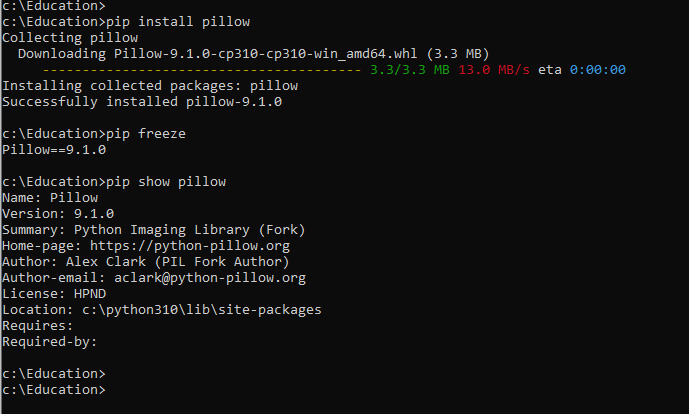 c:\Education>
c:\Education>pip install pillow
Collecting pillow
  Downloading Pillow-9.1.0-cp310-cp310-win_amd64.whl (3.3 MB)
     ---------------------------------------- 3.3/3.3 MB 13.0 MB/s eta 0:00:00
Installing collected packages: pillow
Successfully installed pillow-9.1.0

c:\Education>pip freeze
Pillow==9.1.0

c:\Education>pip show pillow
Name: Pillow
Version: 9.1.0
Summary: Python Imaging Library (Fork)
Home-page: https://python-pillow.org
Author: Alex Clark (PIL Fork Author)
Author-email: aclark@python-pillow.org
License: HPND
Location: c:\python310\lib\site-packages
Requires:
Required-by:

c:\Education>
c:\Education>